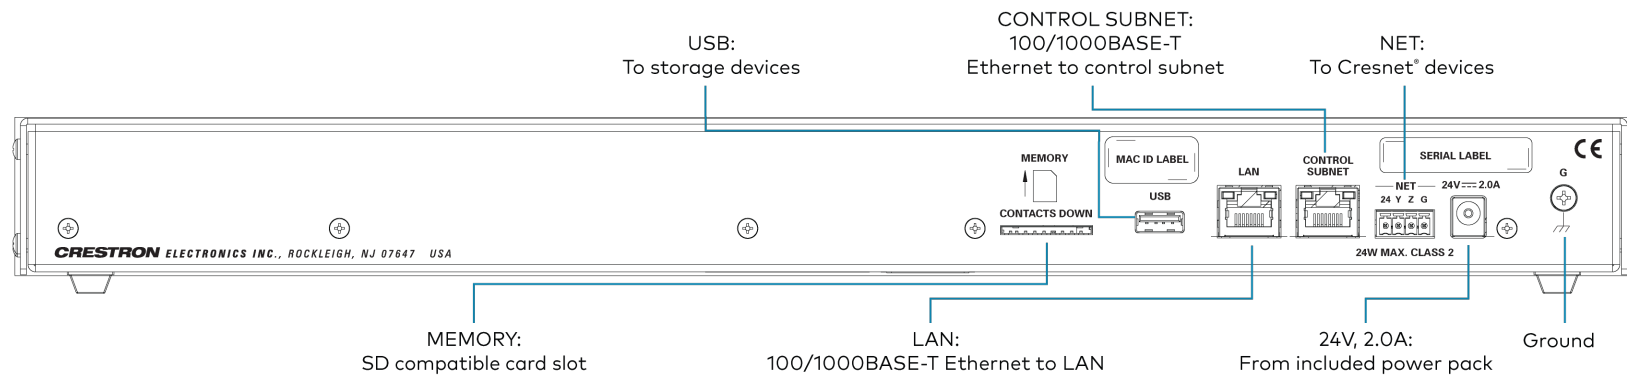 CONTROL SUBNET:
100/1000BASE-T
Ethernet to control subnet
USB:
To storage devices
NET:
To Cresnet® devices
MEMORY
CONTACTS DOWN
MAC ID LABEL
USB
LAN
CONTROL
SUBNET
SERIAL LABEL
CE
NET
24 Y Z G
24V 2.0A
24W MAX. CLASS 2
G
CRESTRON ELECTRONICS INC., ROCKLEIGH, NJ 07647 USA
MEMORY:
SD compatible card slot
LAN:
100/1000BASE-T Ethernet to LAN
24V, 2.0A:
From included power pack
Ground